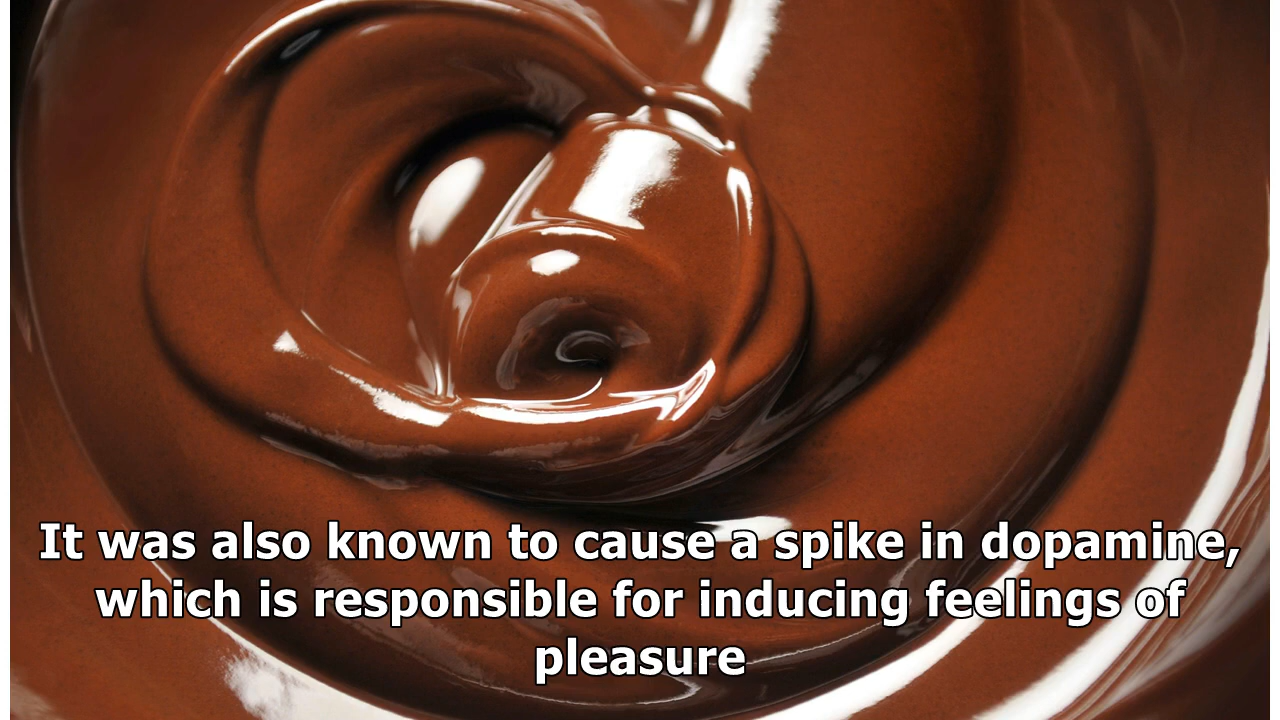 It was also known to cause a spike in dopamine,
which is responsible for inducing feelings of
pleasure